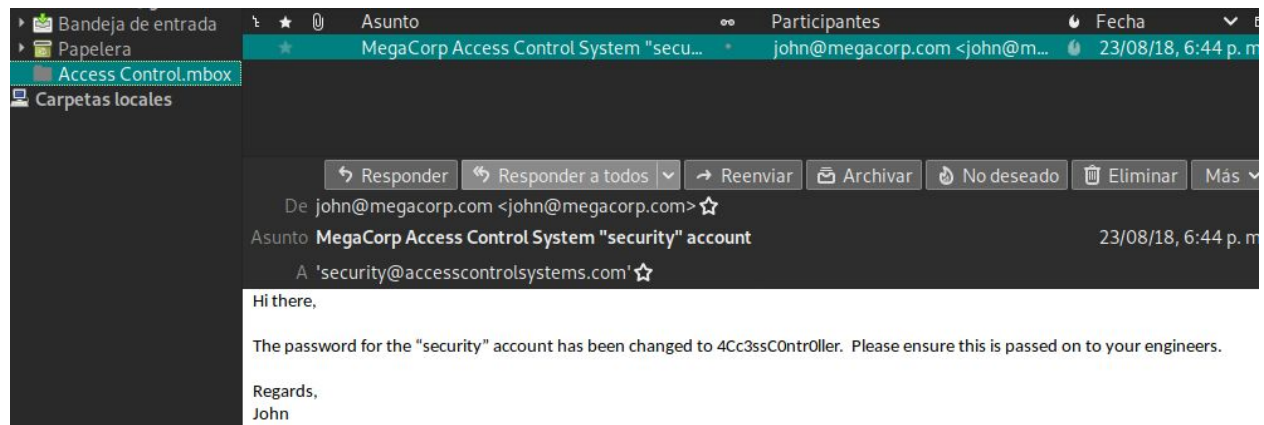 Bandeja de entrada
Papelera
Access Control.mbox
Carpetas locales
Asunto Participantes Fecha
MegaCorp Access Control System "secu... john@megacorp.com <john@m... 23/08/18, 6:44 p. m
Responder Responder a todos Reenviar Archivar No deseado Eliminar Más
De john@megacorp.com <john@megacorp.com>
Asunto MegaCorp Access Control System "security" account 23/08/18, 6:44 p. m
A 'security@accesscontrolsystems.com'
Hi there,
The password for the “security” account has been changed to 4Cc3ssC0ntr0ller. Please ensure this is passed on to your engineers.
Regards,
John